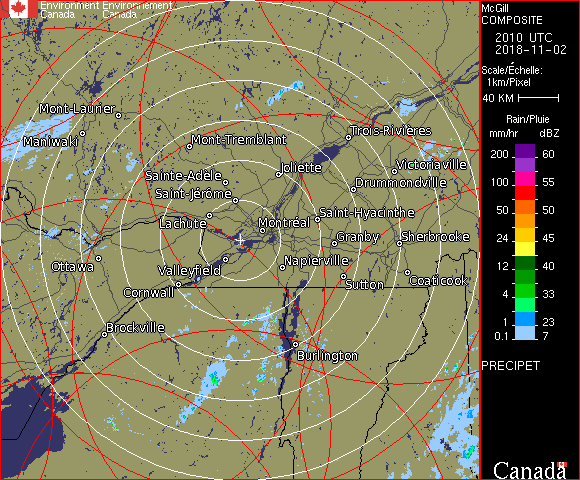 Environment Environnement
Canada Canada
McGill
COMPOSITE
2010 UTC
2018-11-02
Scale/Échelle:
1km/Pixel
40 KM
Rain/Pluie
mm/hr dBZ
200 60
100 55
50 50
24 45
12 40
4 33
1 23
0.1 7
PRECIPET
Canada
Mont-Laurier
Maniwaki
Mont-Tremblant
Trois-Rivières
Victoriaville
Joliette
Sainte-Adèle
Drummondville
Saint-Jérôme
Lachute
Saint-Hyacinthe
Montréal
Granby
Sherbrooke
Ottawa
Valleyfield
Napierville
Sutton
Coaticook
Cornwall
Brockville
Burlington